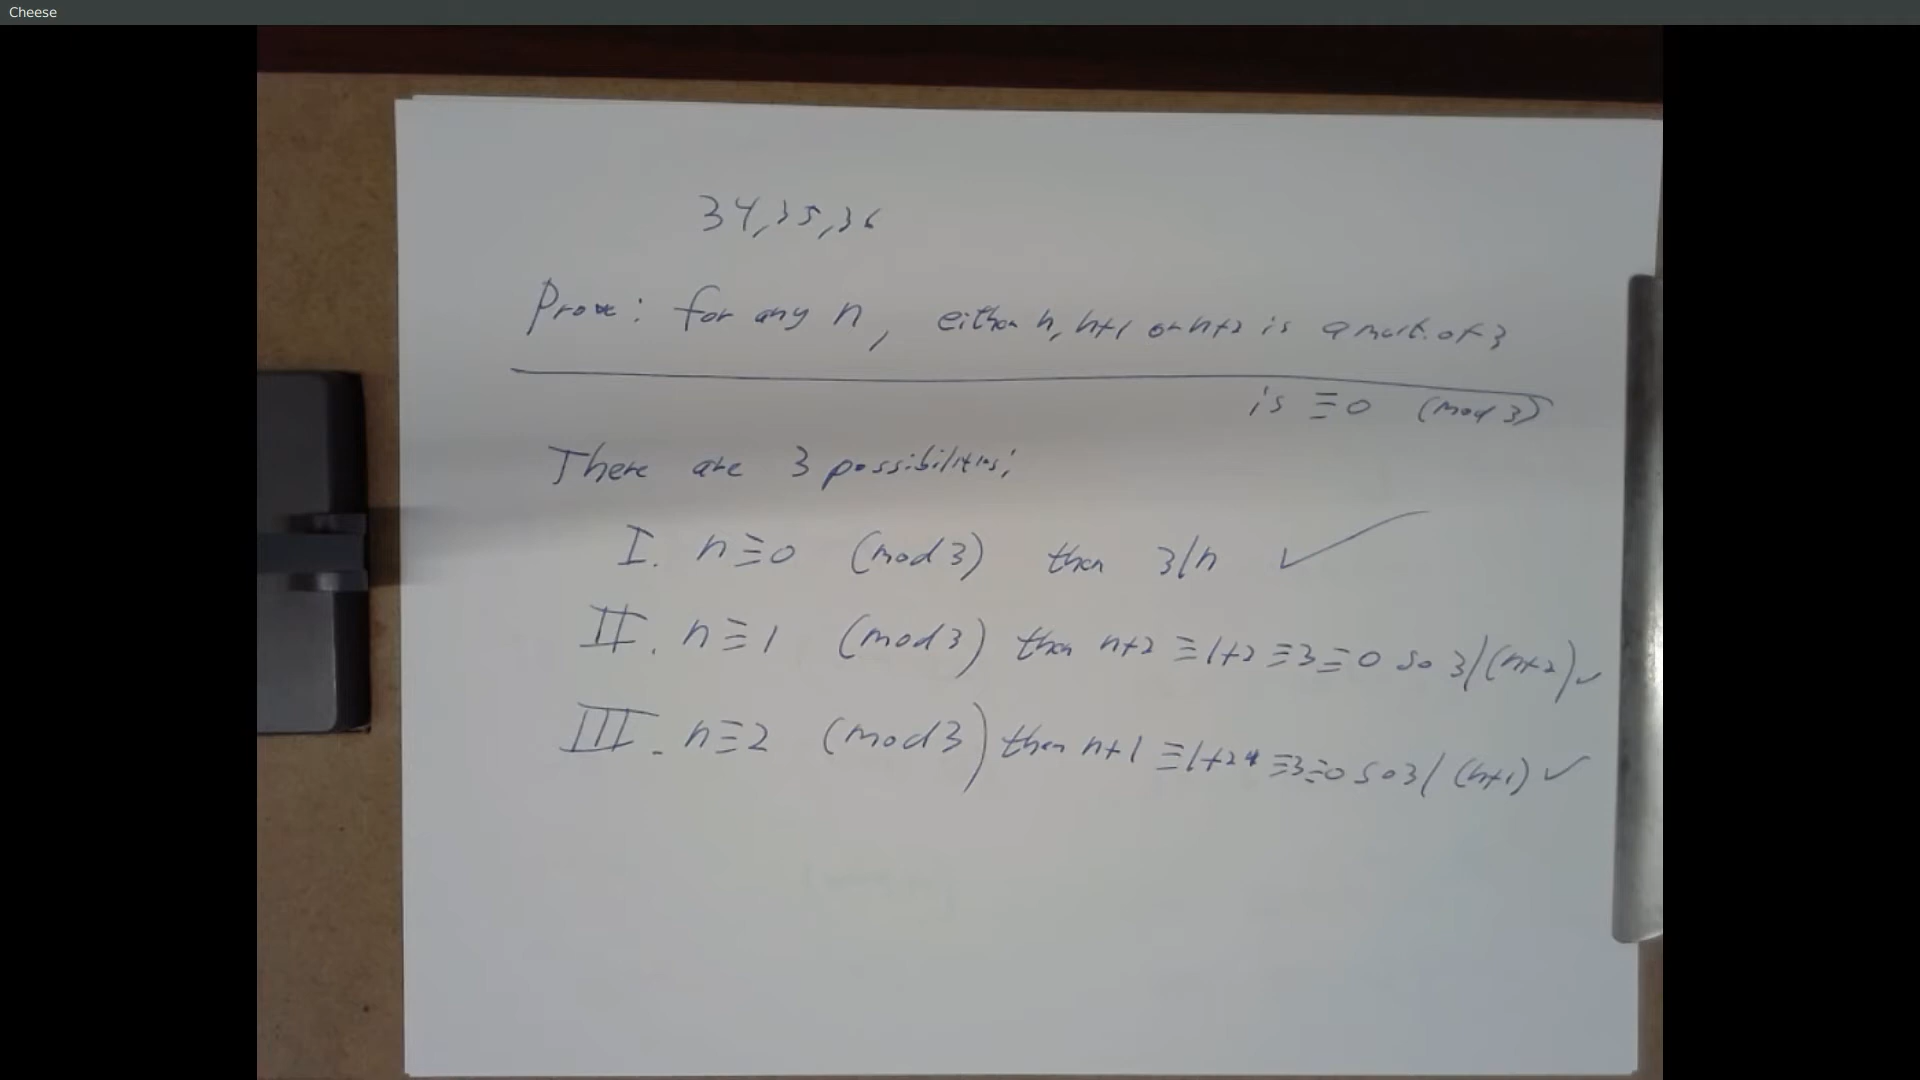 Cheese
34, 35, 36
Prove: for any n, either n, n+1 or n+2 is a mult. of 3
is ≡0 (mod 3)
There are 3 possibilities:
I. n≡0 (mod 3) then 3|n ✓
II. n≡1 (mod 3) then n+2 ≡1+2 ≡3≡0 so 3|(n+2) ✓
III. n≡2 (mod 3) then n+1 ≡1+2 ≡3≡0 so 3|(n+1) ✓